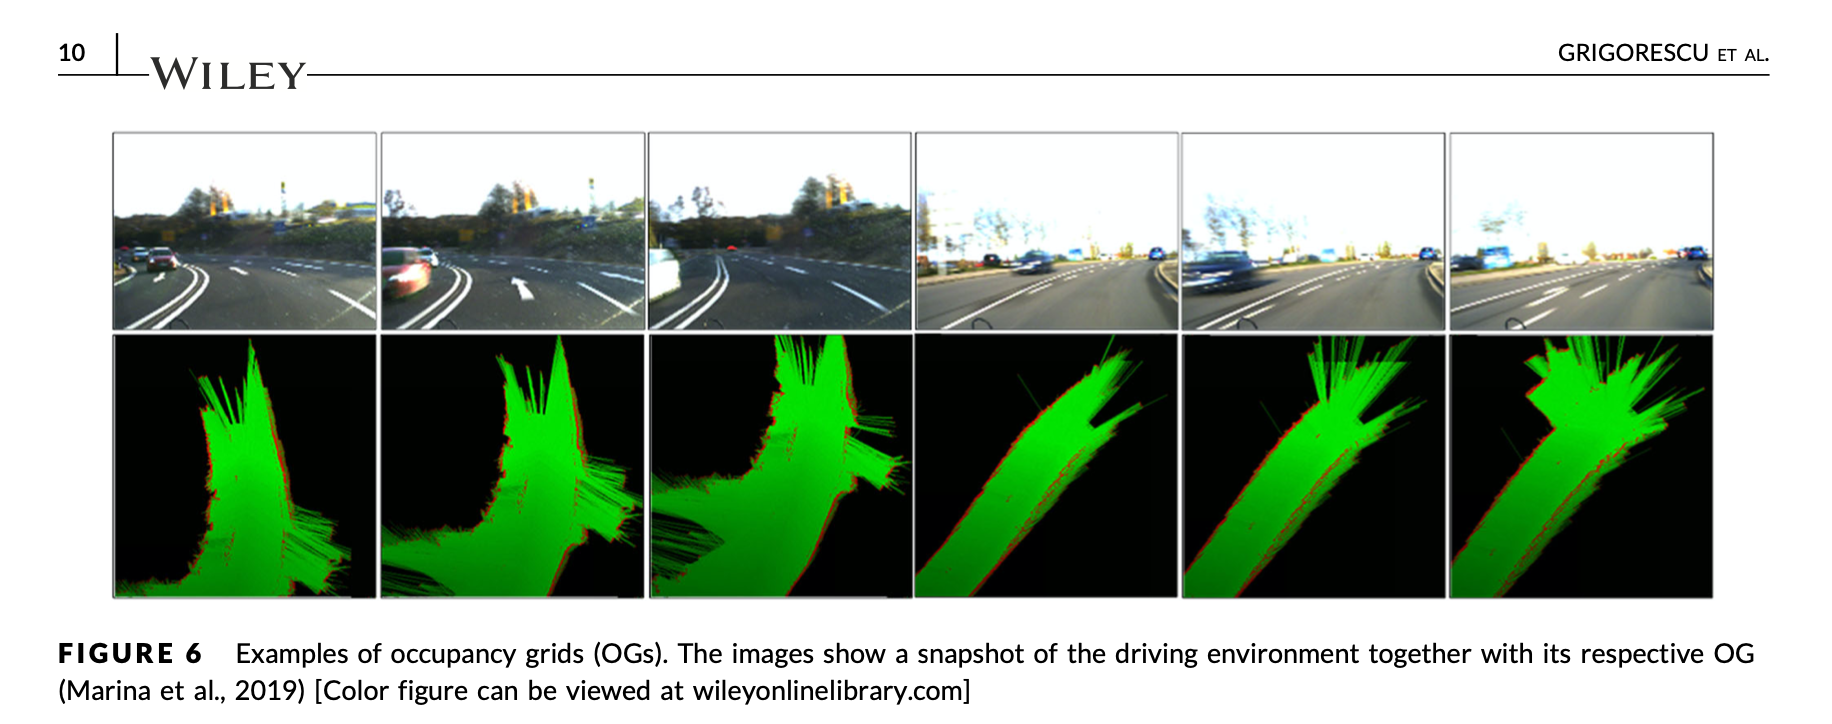 10
WILEY
GRIGORESCU ET AL.
FIGURE 6 Examples of occupancy grids (OGs). The images show a snapshot of the driving environment together with its respective OG
(Marina et al., 2019) [Color figure can be viewed at wileyonlinelibrary.com]